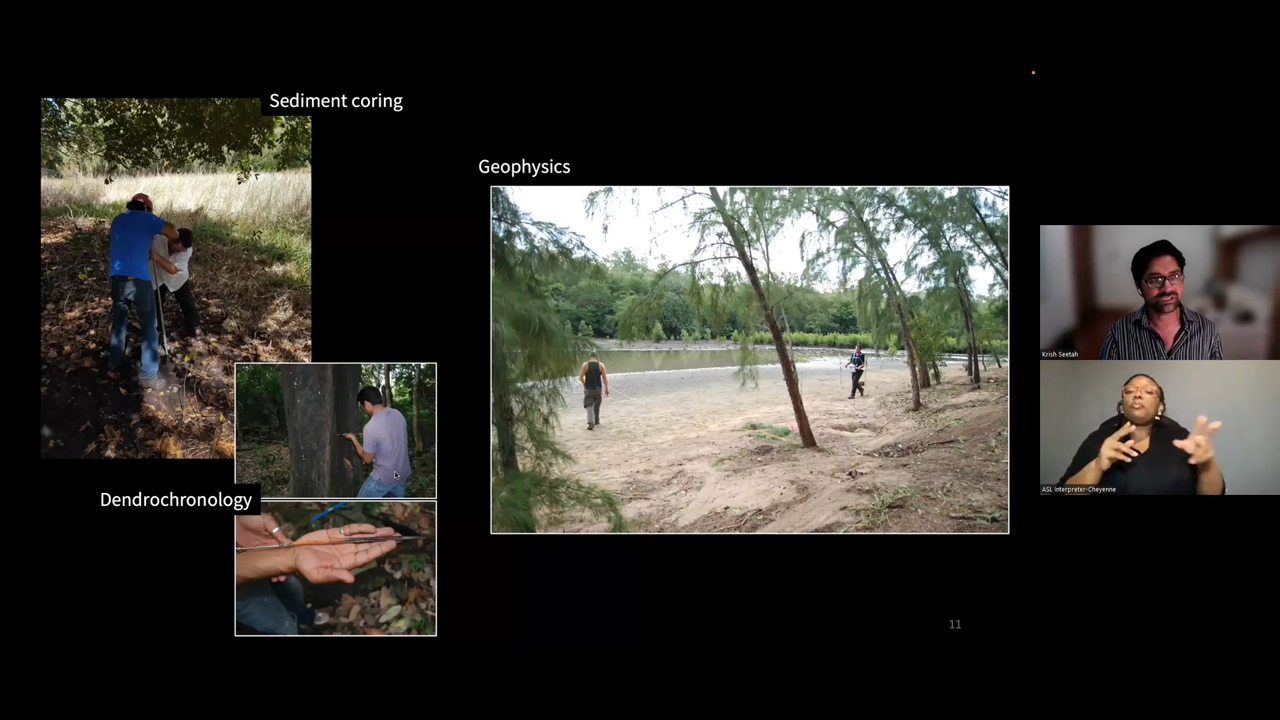 Sediment coring
Geophysics
Dendrochronology
Krish Seetah
ASL Interpreter-Cheyenne
11